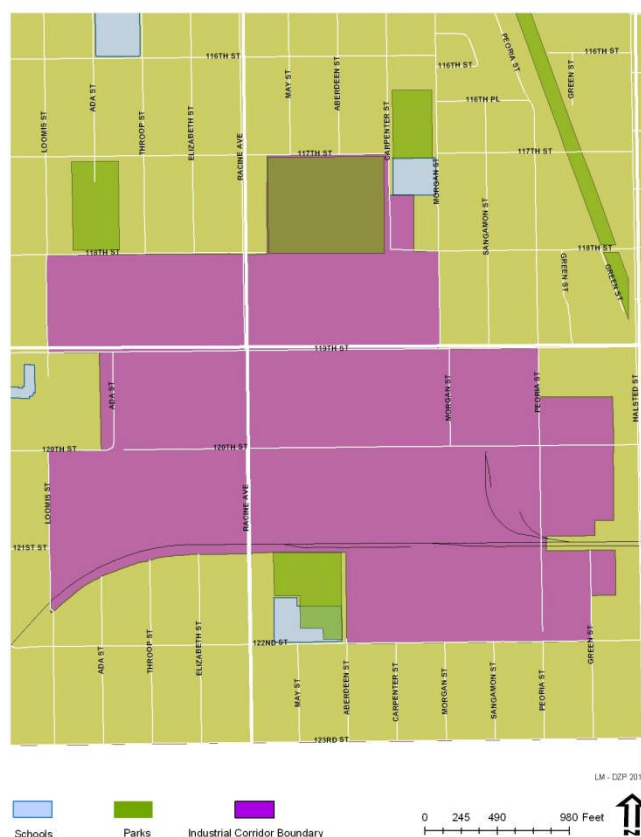 116TH ST
116TH ST
116TH ST
116TH PL
PEORIA ST
GREEN ST
LOOMIS ST
ADA ST
THROOP ST
ELIZABETH ST
RACINE AVE
MAY ST
ABERDEEN ST
CARPENTER ST
117TH ST
117TH ST
MORGAN ST
SANGAMON ST
118TH ST
118TH ST
GREEN ST
GREEN ST
119TH ST
ADA ST
MORGAN ST
PEORIA ST
HALSTED ST
120TH ST
120TH ST
LOOMIS ST
RACINE AVE
121ST ST
122ND ST
ADA ST
THROOP ST
ELIZABETH ST
MAY ST
ABERDEEN ST
CARPENTER ST
MORGAN ST
SANGAMON ST
PEORIA ST
GREEN ST
123RD ST
LM - DZP 201
Schools
Parks
Industrial Corridor Boundary
0 245 490 980 Feet
N